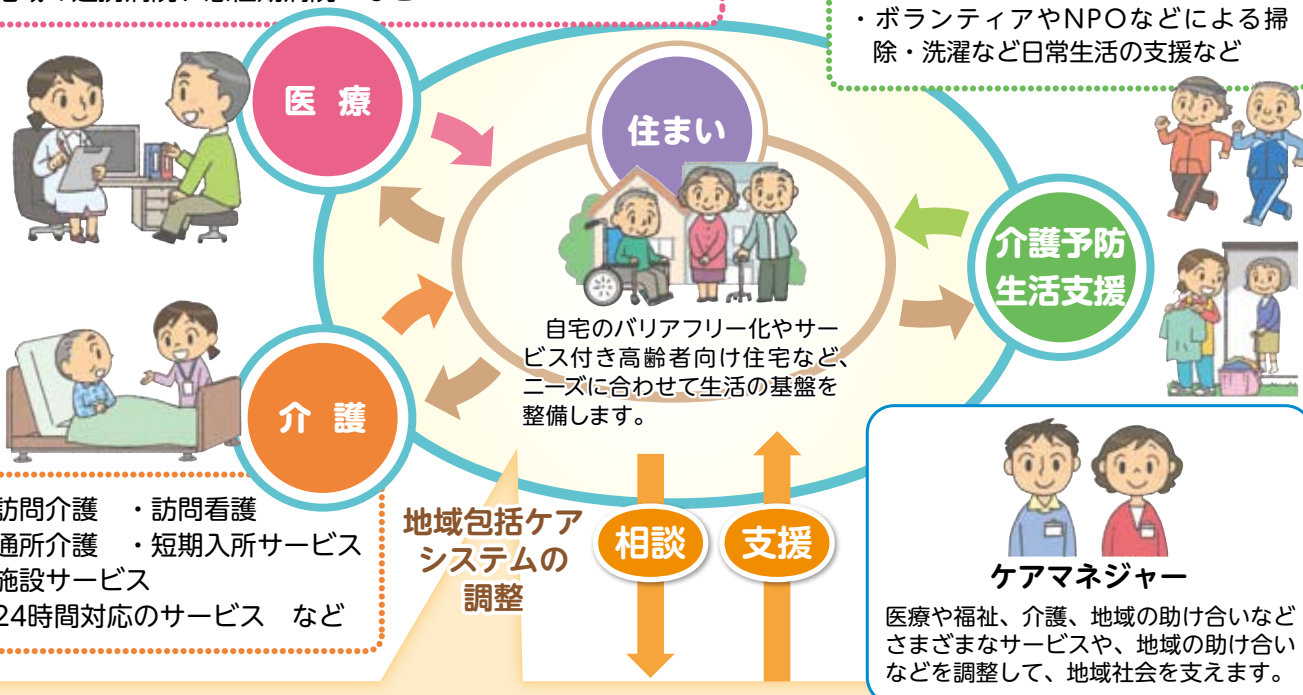 ・ボランティアやNPOなどによる掃
除・洗濯など日常生活の支援など
医 療
住まい
介護予防
生活支援
自宅のバリアフリー化やサー
ビス付き高齢者向け住宅など、
ニーズに合わせて生活の基盤を
整備します。
介 護
訪問介護 ・訪問看護
通所介護 ・短期入所サービス
施設サービス
24時間対応のサービス など
地域包括ケア
システムの
調整
相談
支援
ケアマネジャー
医療や福祉、介護、地域の助け合いなど
さまざまなサービスや、地域の助け合い
などを調整して、地域社会を支えます。